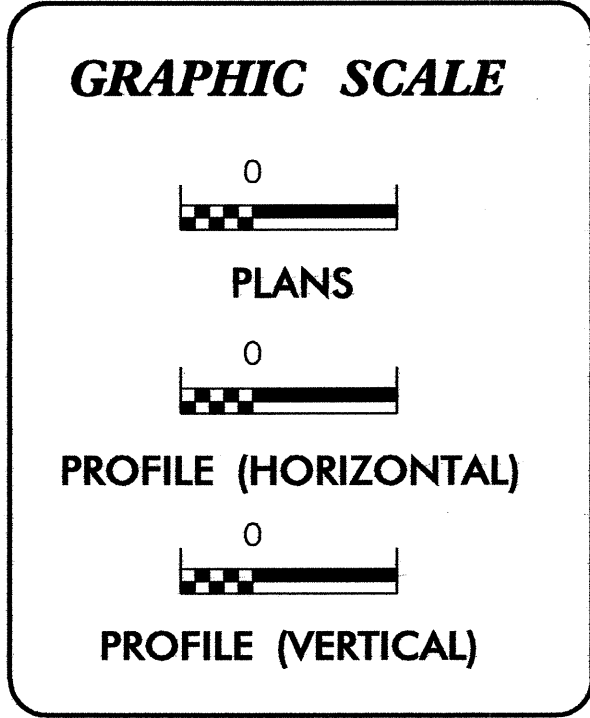 GRAPHIC SCALE
0
PLANS
0
PROFILE (HORIZONTAL)
0
PROFILE (VERTICAL)